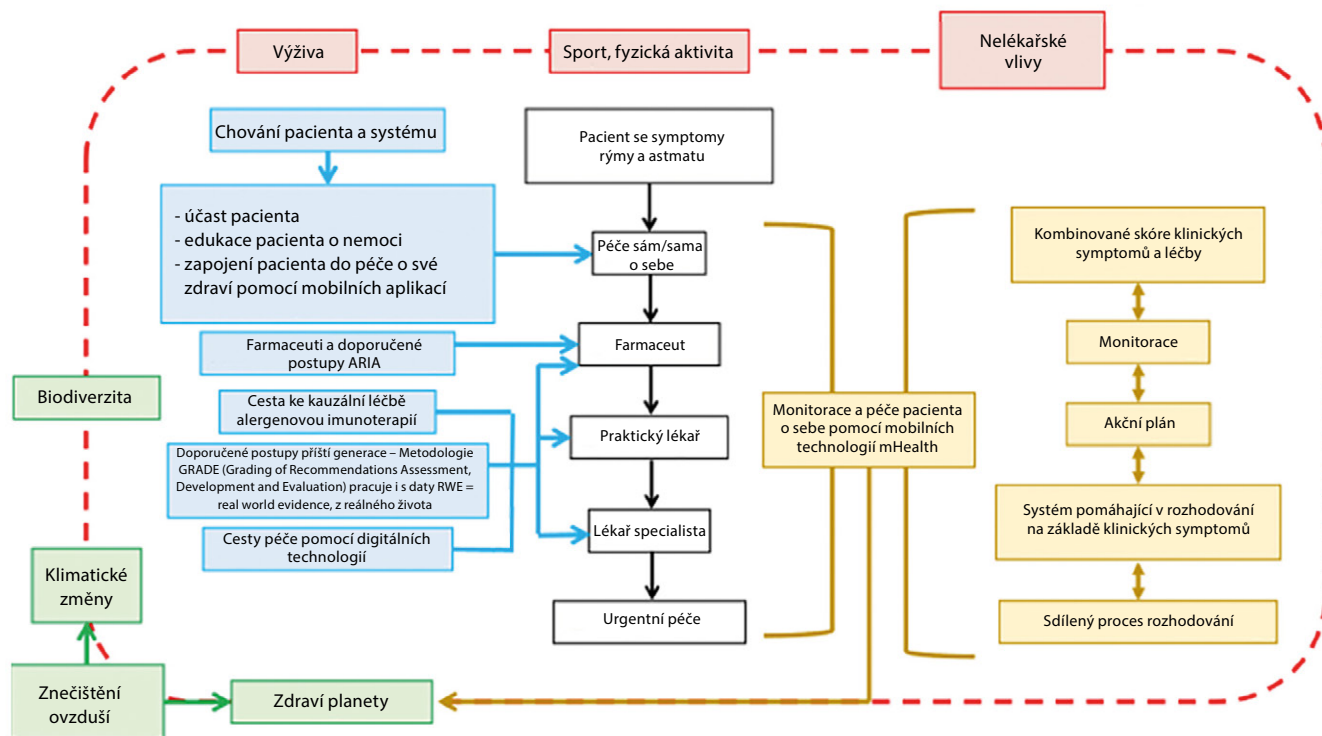 Výživa
Sport, fyzická aktivita
Nelékařské
vlivy
Chování pacienta a systému
- účast pacienta
- edukace pacienta o nemoci
- zapojení pacienta do péče o své
zdraví pomocí mobilních aplikací
Farmaceuti a doporučené
postupy ARIA
Cesta ke kauzální léčbě
alergenovou imunoterapií
Doporučené postupy příští generace – Metodologie
GRADE (Grading of Recommendations Assessment,
Development and Evaluation) pracuje i s daty RWE =
real world evidence, z reálného života
Cesty péče pomocí digitálních
technologií
Pacient se symptomy
rýmy a astmatu
Péče sám/sama
o sebe
Farmaceut
Praktický lékař
Lékař specialista
Urgentní péče
Monitorace a péče pacienta
o sebe pomocí mobilních
technologií mHealth
Kombinované skóre klinických
symptomů a léčby
Monitorace
Akční plán
Systém pomáhající v rozhodování
na základě klinických symptomů
Sdílený proces rozhodování
Biodiverzita
Klimatické
změny
Znečištění
ovzduší
Zdraví planety